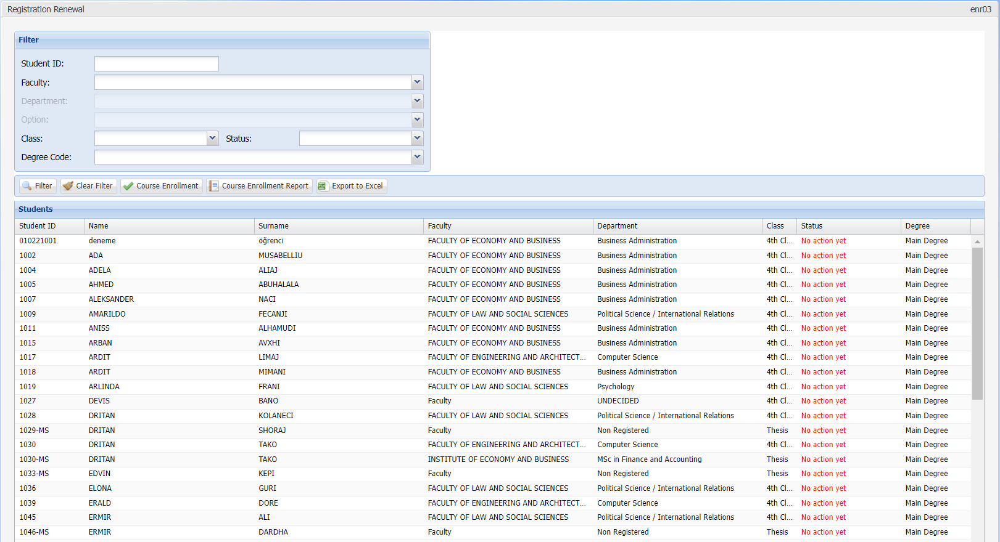 Registration Renewal enr03
Filter
Student ID:
Faculty:
Department:
Option:
Class: Status:
Degree Code:
Filter Clear Filter Course Enrollment Course Enrollment Report Export to Excel
Students
Student ID Name Surname Faculty Department Class Status Degree
010221001 deneme öğrenci FACULTY OF ECONOMY AND BUSINESS Business Administration 4th Cl... No action yet Main Degree
1002 ADA MUSABELLIU FACULTY OF ECONOMY AND BUSINESS Business Administration 4th Cl... No action yet Main Degree
1004 ADELA ALIAJ FACULTY OF ECONOMY AND BUSINESS Business Administration 4th Cl... No action yet Main Degree
1005 AHMED ABUHALALA FACULTY OF ECONOMY AND BUSINESS Business Administration 4th Cl... No action yet Main Degree
1007 ALEKSANDER NACI FACULTY OF ECONOMY AND BUSINESS Business Administration 4th Cl... No action yet Main Degree
1009 AMARILDO FECANJI FACULTY OF LAW AND SOCIAL SCIENCES Political Science / International Relations 4th Cl... No action yet Main Degree
1011 ANISS ALHAMUDI FACULTY OF ECONOMY AND BUSINESS Business Administration 4th Cl... No action yet Main Degree
1015 ARBAN AVXHI FACULTY OF ECONOMY AND BUSINESS Business Administration 4th Cl... No action yet Main Degree
1017 ARDIT LIMAJ FACULTY OF ENGINEERING AND ARCHITECT... Computer Science 4th Cl... No action yet Main Degree
1018 ARDIT MIMANI FACULTY OF ECONOMY AND BUSINESS Business Administration 4th Cl... No action yet Main Degree
1019 ARLINDA FRANI FACULTY OF LAW AND SOCIAL SCIENCES Psychology 4th Cl... No action yet Main Degree
1027 DEVIS BANO Faculty UNDECIDED 4th Cl... No action yet Main Degree
1028 DRITAN KOLANECI FACULTY OF LAW AND SOCIAL SCIENCES Political Science / International Relations 4th Cl... No action yet Main Degree
1029-MS DRITAN SHORAJ Faculty Non Registered Thesis No action yet Main Degree
1030 DRITAN TAKO FACULTY OF ENGINEERING AND ARCHITECT... Computer Science 4th Cl... No action yet Main Degree
1030-MS DRITAN TAKO INSTITUTE OF ECONOMY AND BUSINESS MSc in Finance and Accounting Thesis No action yet Main Degree
1033-MS EDVIN KEPI Faculty Non Registered Thesis No action yet Main Degree
1036 ELONA GURI FACULTY OF LAW AND SOCIAL SCIENCES Political Science / International Relations 4th Cl... No action yet Main Degree
1039 ERALD DORE FACULTY OF ENGINEERING AND ARCHITECT... Computer Science 4th Cl... No action yet Main Degree
1045 ERMIR ALI FACULTY OF LAW AND SOCIAL SCIENCES Political Science / International Relations 4th Cl... No action yet Main Degree
1046-MS ERMIR DARDHA Faculty Non Registered Thesis No action yet Main Degree